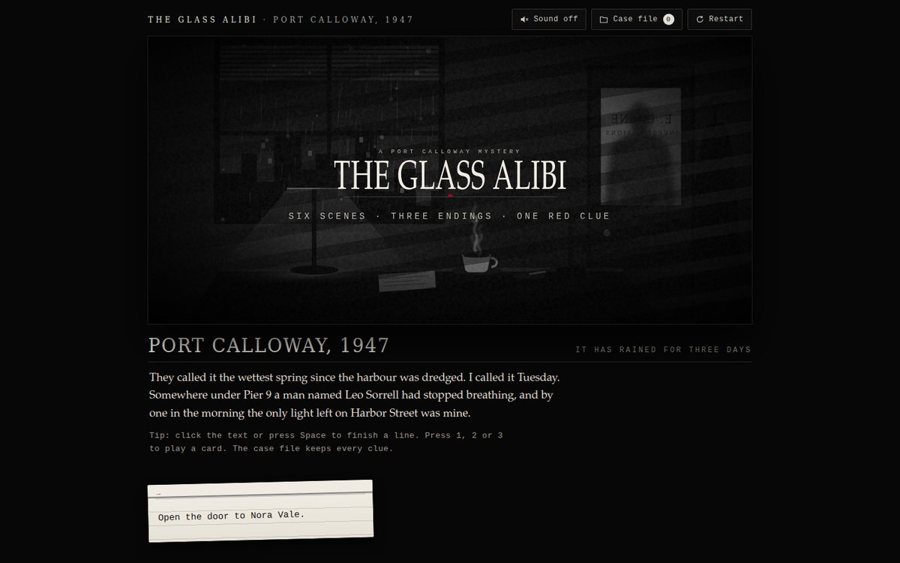 THE GLASS ALIBI · PORT CALLOWAY, 1947
Sound off
Case file 0
Restart
A PORT CALLOWAY MYSTERY
THE GLASS ALIBI
SIX SCENES · THREE ENDINGS · ONE RED CLUE
PORT CALLOWAY, 1947
IT HAS RAINED FOR THREE DAYS
They called it the wettest spring since the harbour was dredged. I called it Tuesday.
Somewhere under Pier 9 a man named Leo Sorrell had stopped breathing, and by
one in the morning the only light left on Harbor Street was mine.
Tip: click the text or press Space to finish a line. Press 1, 2 or 3
to play a card. The case file keeps every clue.
Open the door to Nora Vale.